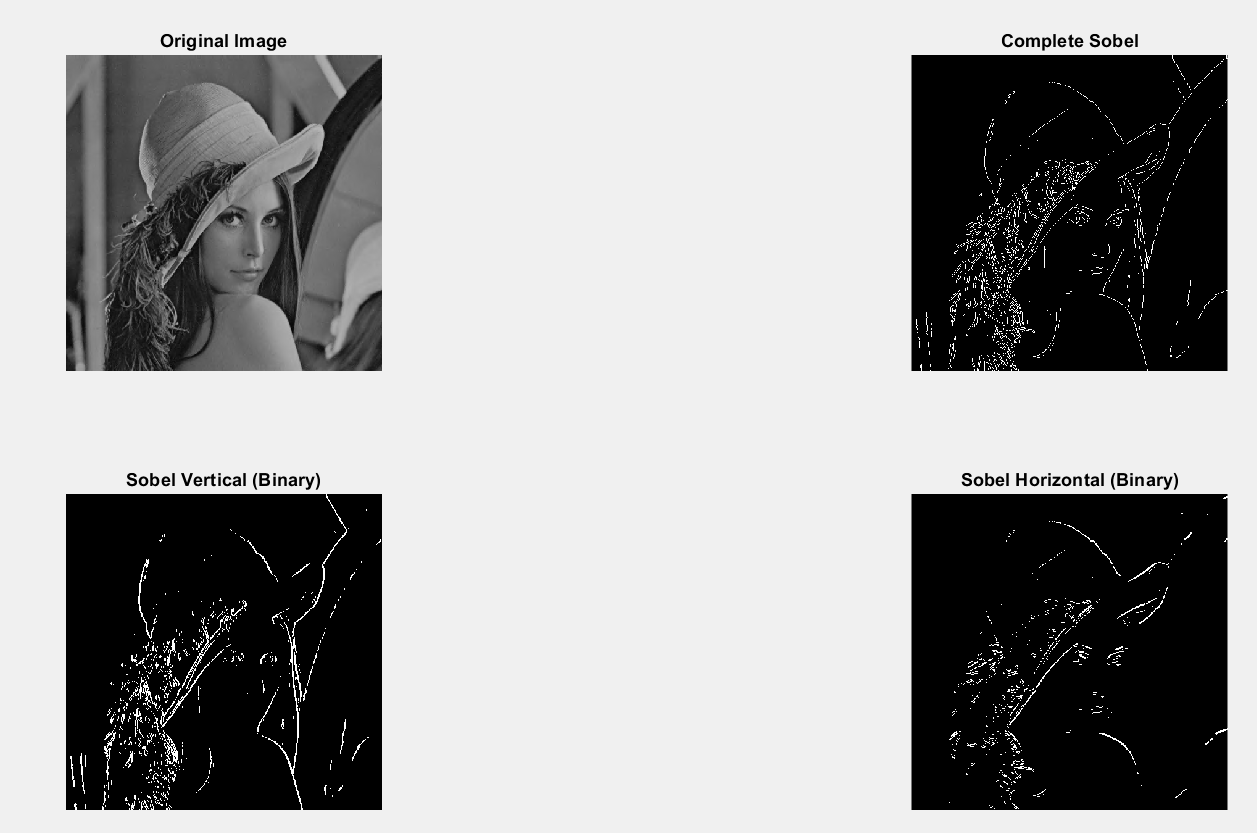 Original Image
Complete Sobel
Sobel Vertical (Binary)
Sobel Horizontal (Binary)